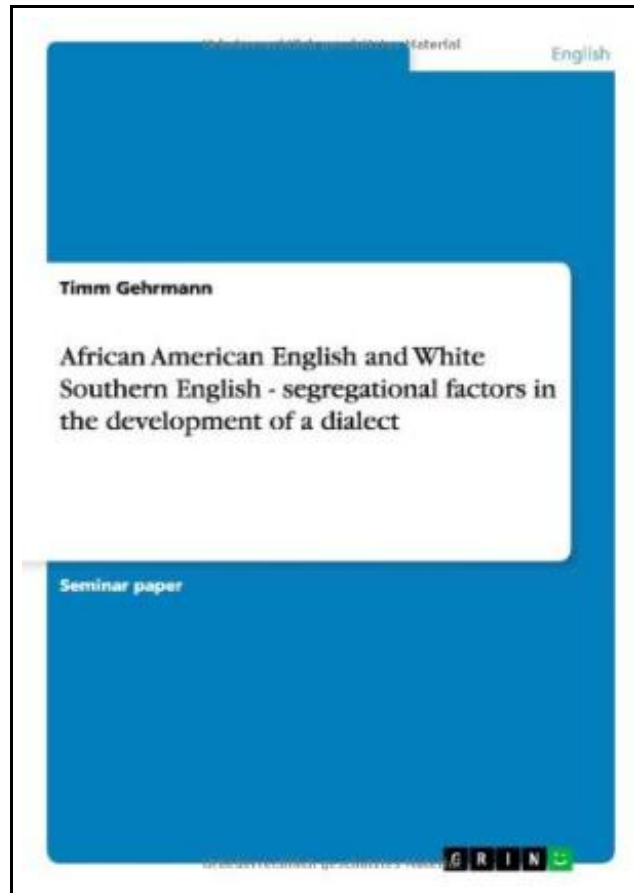 Material
English
Timm Gehrmann
African American English and White
Southern English - segregational factors in
the development of a dialect
Seminar paper
GRIN